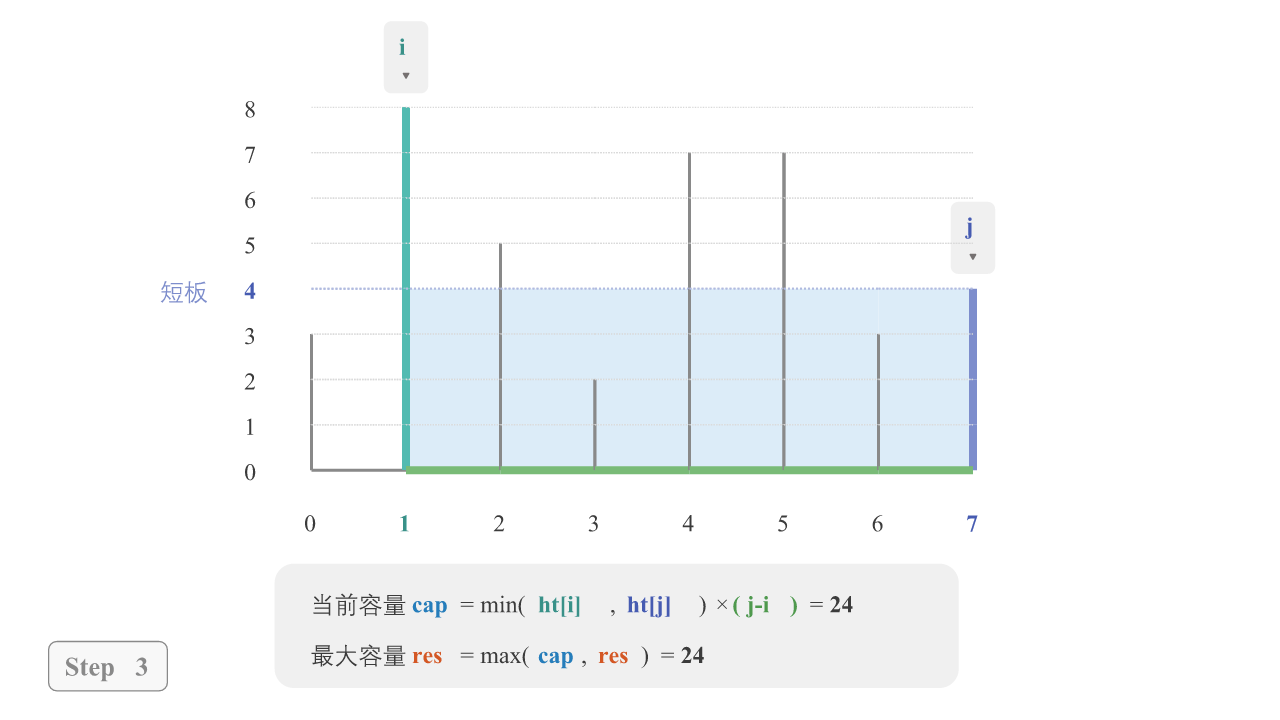 i
8
7
6
5
j
短板 4
3
2
1
0
0 1 2 3 4 5 6 7
当前容量 cap = min( ht[i] , ht[j] ) × ( j-i ) = 24
最大容量 res = max( cap , res ) = 24
Step 3